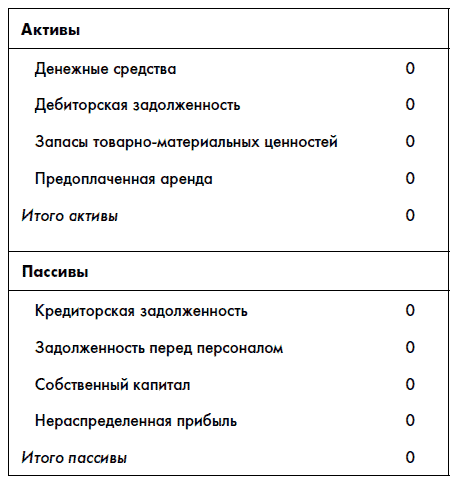 Активы
Денежные средства 0
Дебиторская задолженность 0
Запасы товарно-материальных ценностей 0
Предоплаченная аренда 0
Итого активы 0
Пассивы
Кредиторская задолженность 0
Задолженность перед персоналом 0
Собственный капитал 0
Нераспределенная прибыль 0
Итого пассивы 0